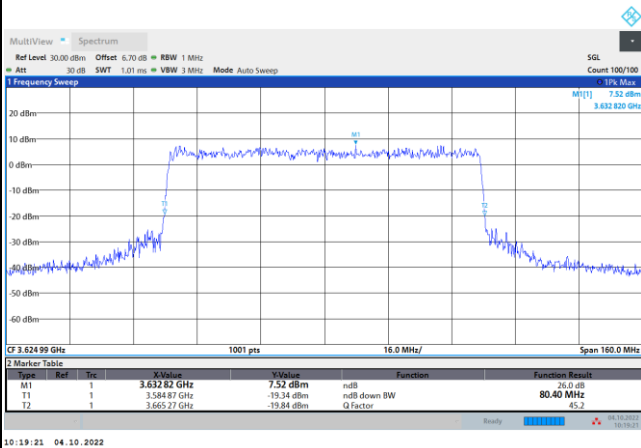 MultiView Spectrum
Ref Level 30.00 dBm Offset 6.70 dB RBW 1 MHz SGL
Att 30 dB SWT 1.01 ms VBW 3 MHz Mode Auto Sweep Count 100/100
1 Frequency Sweep 1Pk Max
M1[1] 7.52 dBm
3.632 820 GHz
20 dBm
M1
10 dBm
0 dBm
-10 dBm
T1
T2
-20 dBm
-30 dBm
-40 dBm
-50 dBm
-60 dBm
CF 3.624 99 GHz 1001 pts 16.0 MHz/ Span 160.0 MHz
2 Marker Table
Type Ref Trc X-Value Y-Value Function Function Result
M1 1 3.632 82 GHz 7.52 dBm ndB 26.0 dB
T1 1 3.584 87 GHz -19.34 dBm ndB down BW 80.40 MHz
T2 1 3.665 27 GHz -19.84 dBm Q Factor 45.2
Ready 04.10.2022
10:19:21
10:19:21 04.10.2022